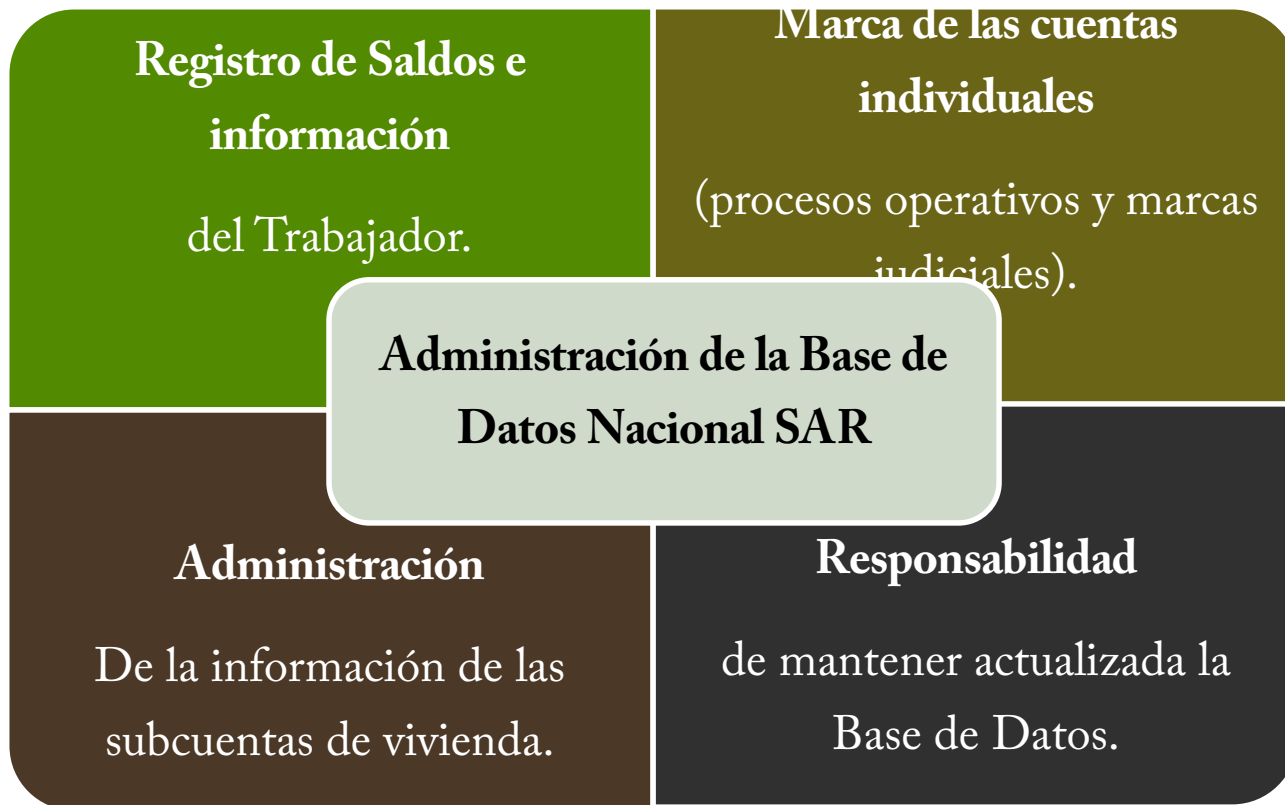 Registro de Saldos e
información
del Trabajador.
Marca de las cuentas
individuales
(procesos operativos y marcas
judiciales).
Administración de la Base de
Datos Nacional SAR
Administración
De la información de las
subcuentas de vivienda.
Responsabilidad
de mantener actualizada la
Base de Datos.